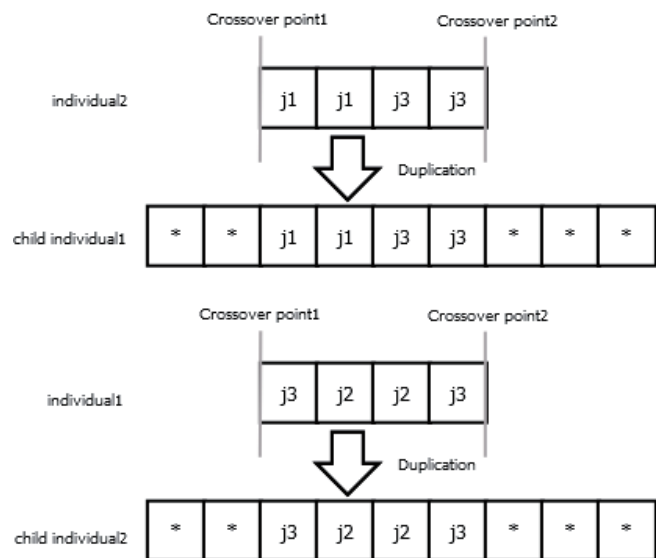 Crossover point1 Crossover point2
individual2 j1 j1 j3 j3
Duplication
child individual1 * * j1 j1 j3 j3 * * *
Crossover point1 Crossover point2
individual1 j3 j2 j2 j3
Duplication
child individual2 * * j3 j2 j2 j3 * * *